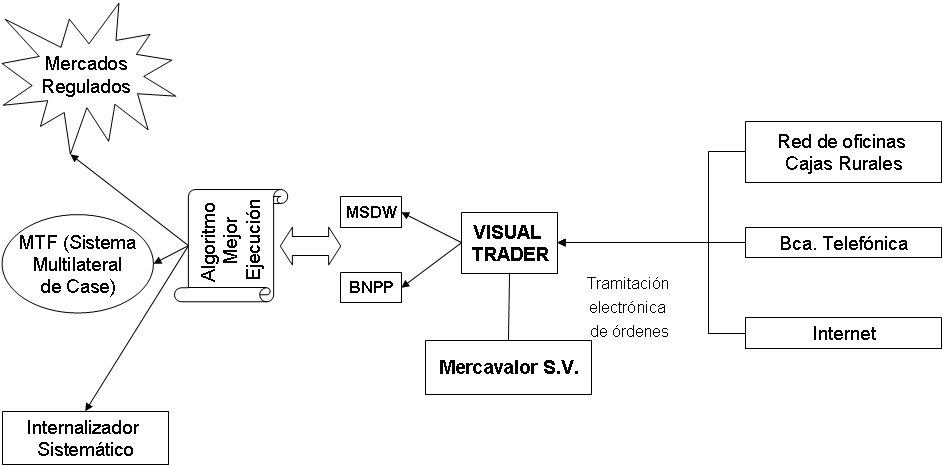 Mercados
Regulados
MTF (Sistema
Multilateral
de Case)
Internalizador
Sistemático
Algoritmo
Mejor
Ejecución
MSDW
BNPP
VISUAL
TRADER
Mercavalor S.V.
Tramitación
electrónica
de órdenes
Red de oficinas
Cajas Rurales
Bca. Telefónica
Internet